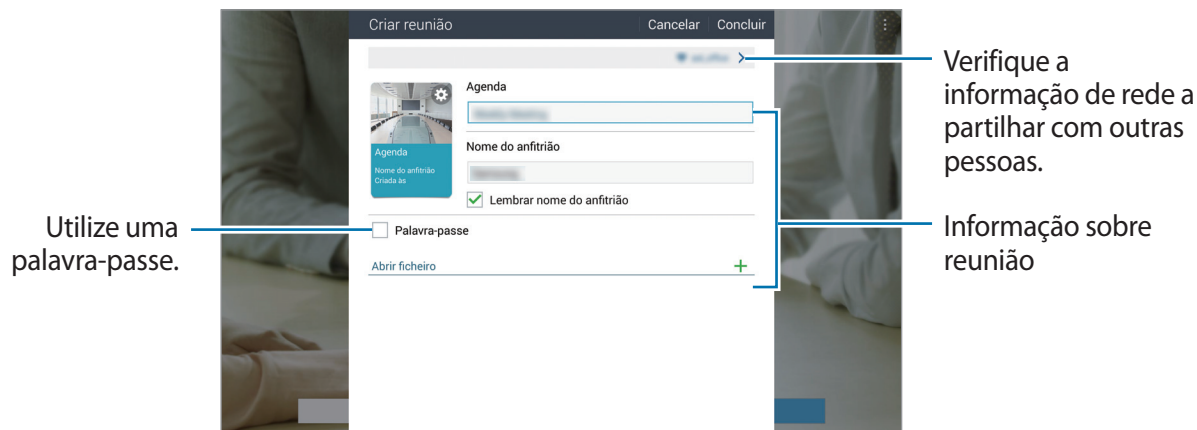 Criar reunião
Cancelar
Concluir
Agenda
Nome do anfitrião
Lembrar nome do anfitrião
Agenda
Nome do anfitrião
Criada às
Palavra-passe
Abrir ficheiro
Utilize uma
palavra-passe.
Verifique a
informação de rede a
partilhar com outras
pessoas.
Informação sobre
reunião